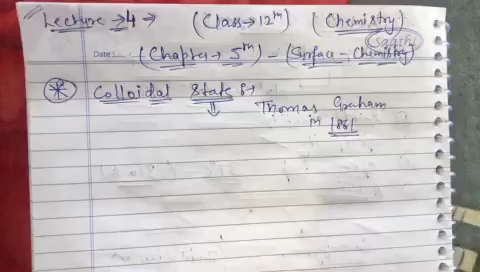 Lecture → 4 → (Class → 12th) (Chemistry)
Date: (Chapter → 5th) - (Surface - Chemistry)
* Colloidal State :→
⇓ Thomas Graham
in 1861